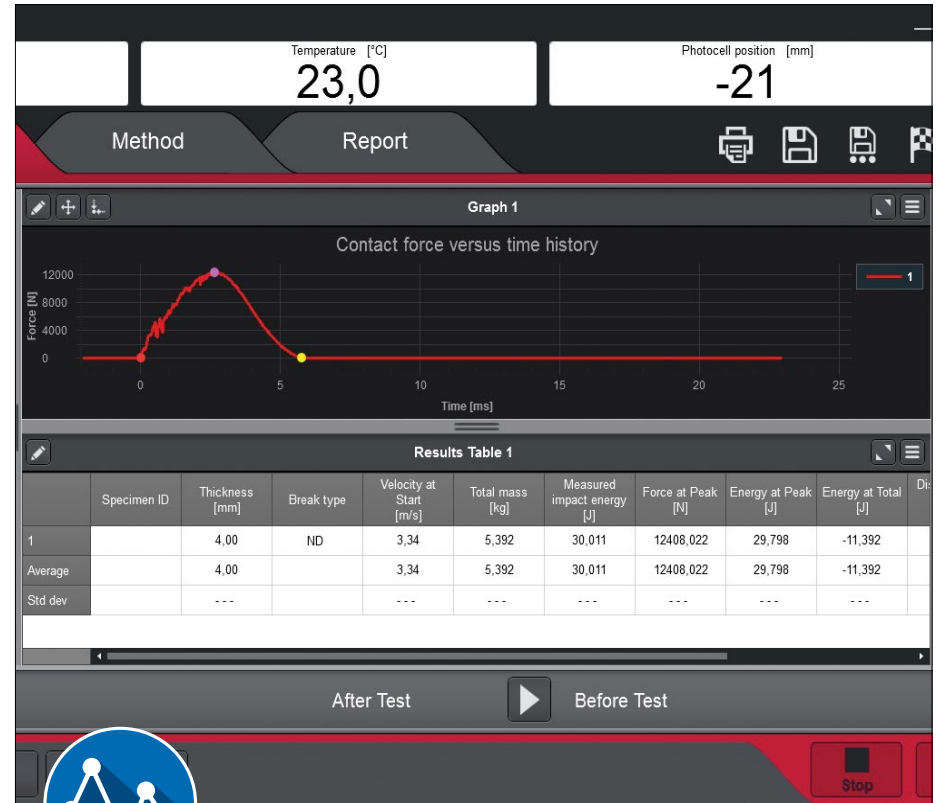 Temperature [°C]
23,0
Photocell position [mm]
-21
Method
Report
Graph 1
Contact force versus time history
12000
8000
4000
0
Force [N]
1
0 5 10 15 20 25
Time [ms]
Results Table 1
Specimen ID
Thickness
[mm]
Break type
Velocity at
Start
[m/s]
Total mass
[kg]
Measured
impact energy
[J]
Force at Peak
[N]
Energy at Peak
[J]
Energy at Total
[J]
1 4,00 ND 3,34 5,392 30,011 12408,022 29,798 -11,392
Average 4,00 3,34 5,392 30,011 12408,022 29,798 -11,392
Std dev --- --- --- --- --- --- ---
After Test
Before Test
Stop